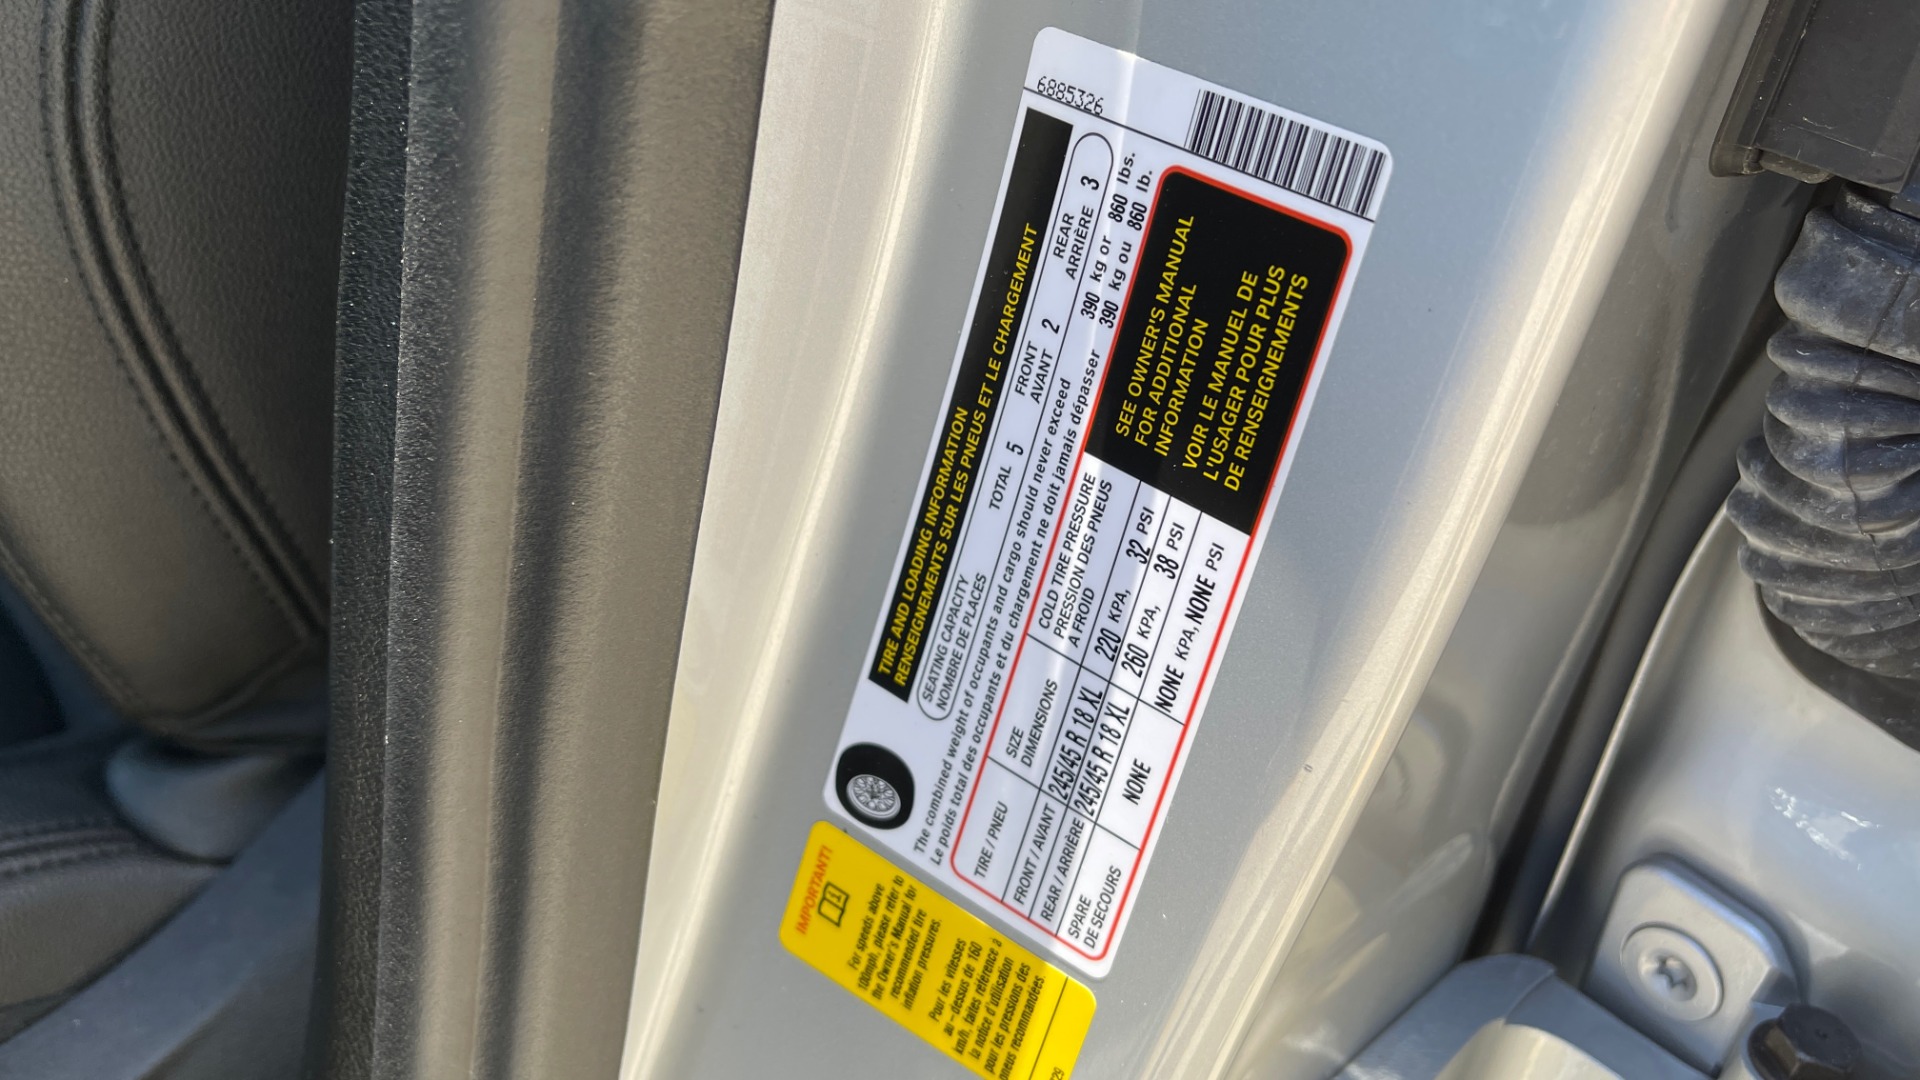 6885326
TIRE AND LOADING INFORMATION
RENSEIGNEMENTS SUR LES PNEUS ET LE CHARGEMENT
SEATING CAPACITY TOTAL 5 FRONT 2 REAR 3
NOMBRE DE PLACES AVANT ARRIÈRE
The combined weight of occupants and cargo should never exceed 390 kg or 860 lbs.
Le poids total des occupants et du chargement ne doit jamais dépasser 390 kg ou 860 lb.
TIRE / PNEU SIZE COLD TIRE PRESSURE
DIMENSIONS PRESSION DES PNEUS
À FROID
FRONT / AVANT 245/45 R 18 XL 220 KPA, 32 PSI
REAR / ARRIÈRE 245/45 R 18 XL 260 KPA, 38 PSI
SPARE NONE NONE KPA, NONE PSI
DE SECOURS
SEE OWNER'S MANUAL
FOR ADDITIONAL
INFORMATION
VOIR LE MANUEL DE
L'USAGER POUR PLUS
DE RENSEIGNEMENTS
IMPORTANT!
For speeds above
100mph, please refer to
the Owner's Manual for
recommended tire
inflation pressures.
Pour les vitesses
au-dessus de 160
km/h, faites référence à
la notice d'utilisation
pour les pressions des
pneus recommandées.